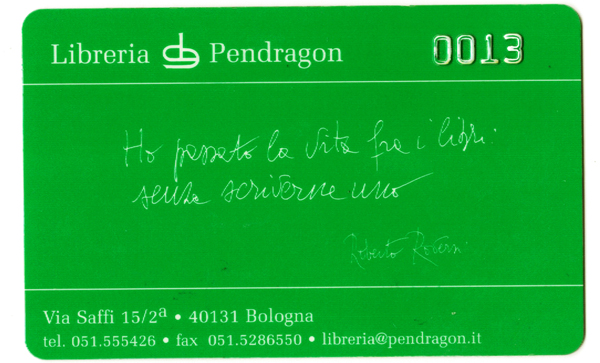 Libreria Pendragon 0013
Ho passato la vita fra i libri
senza scriverne uno
Roberto Roversi
Via Saffi 15/2ª • 40131 Bologna
tel. 051.555426 • fax 051.5286550 • libreria@pendragon.it